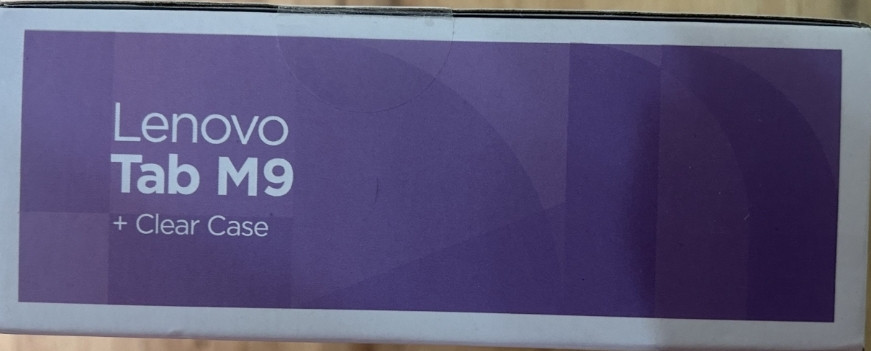 Lenovo
Tab M9
+ Clear Case